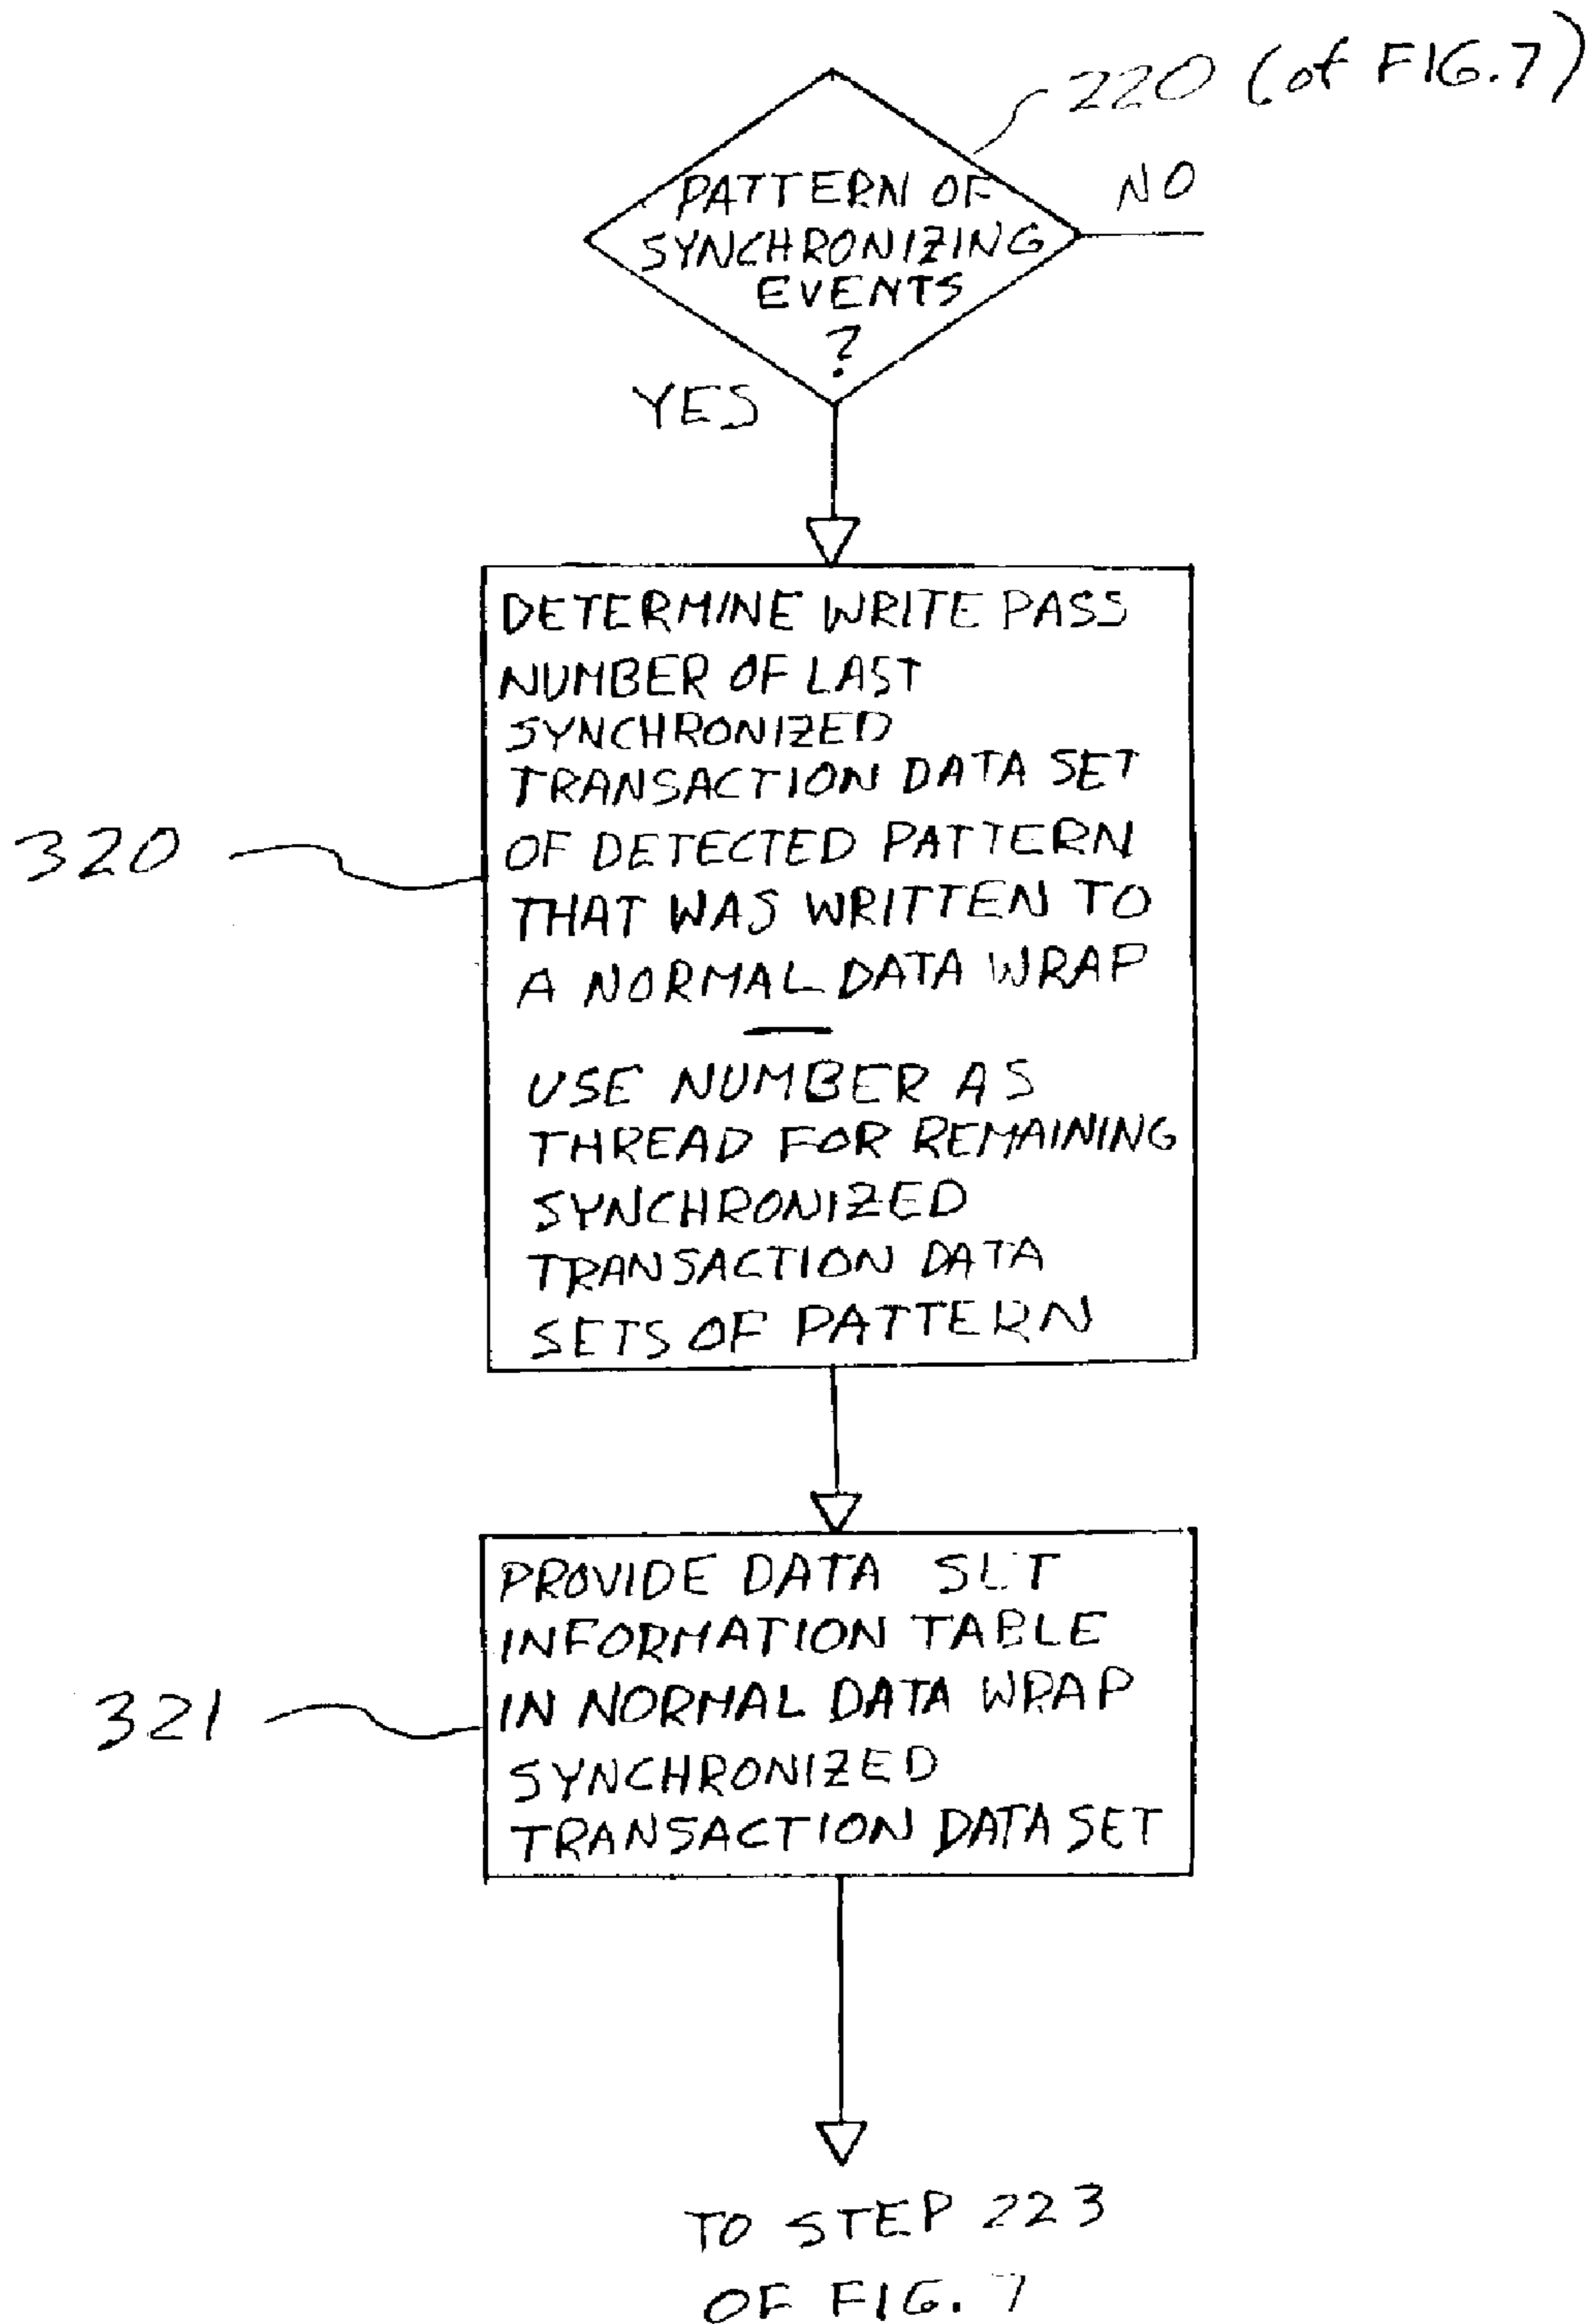 220 (of FIG. 7)
NO
PATTERN OF
SYNCHRONIZING
EVENTS
?
YES
DETERMINE WRITE PASS
NUMBER OF LAST
SYNCHRONIZED
TRANSACTION DATA SET
OF DETECTED PATTERN
THAT WAS WRITTEN TO
A NORMAL DATA WRAP
—
USE NUMBER AS
THREAD FOR REMAINING
SYNCHRONIZED
TRANSACTION DATA
SETS OF PATTERN
320
PROVIDE DATA SET
INFORMATION TABLE
IN NORMAL DATA WRAP
SYNCHRONIZED
TRANSACTION DATA SET
321
TO STEP 223
OF FIG. 7